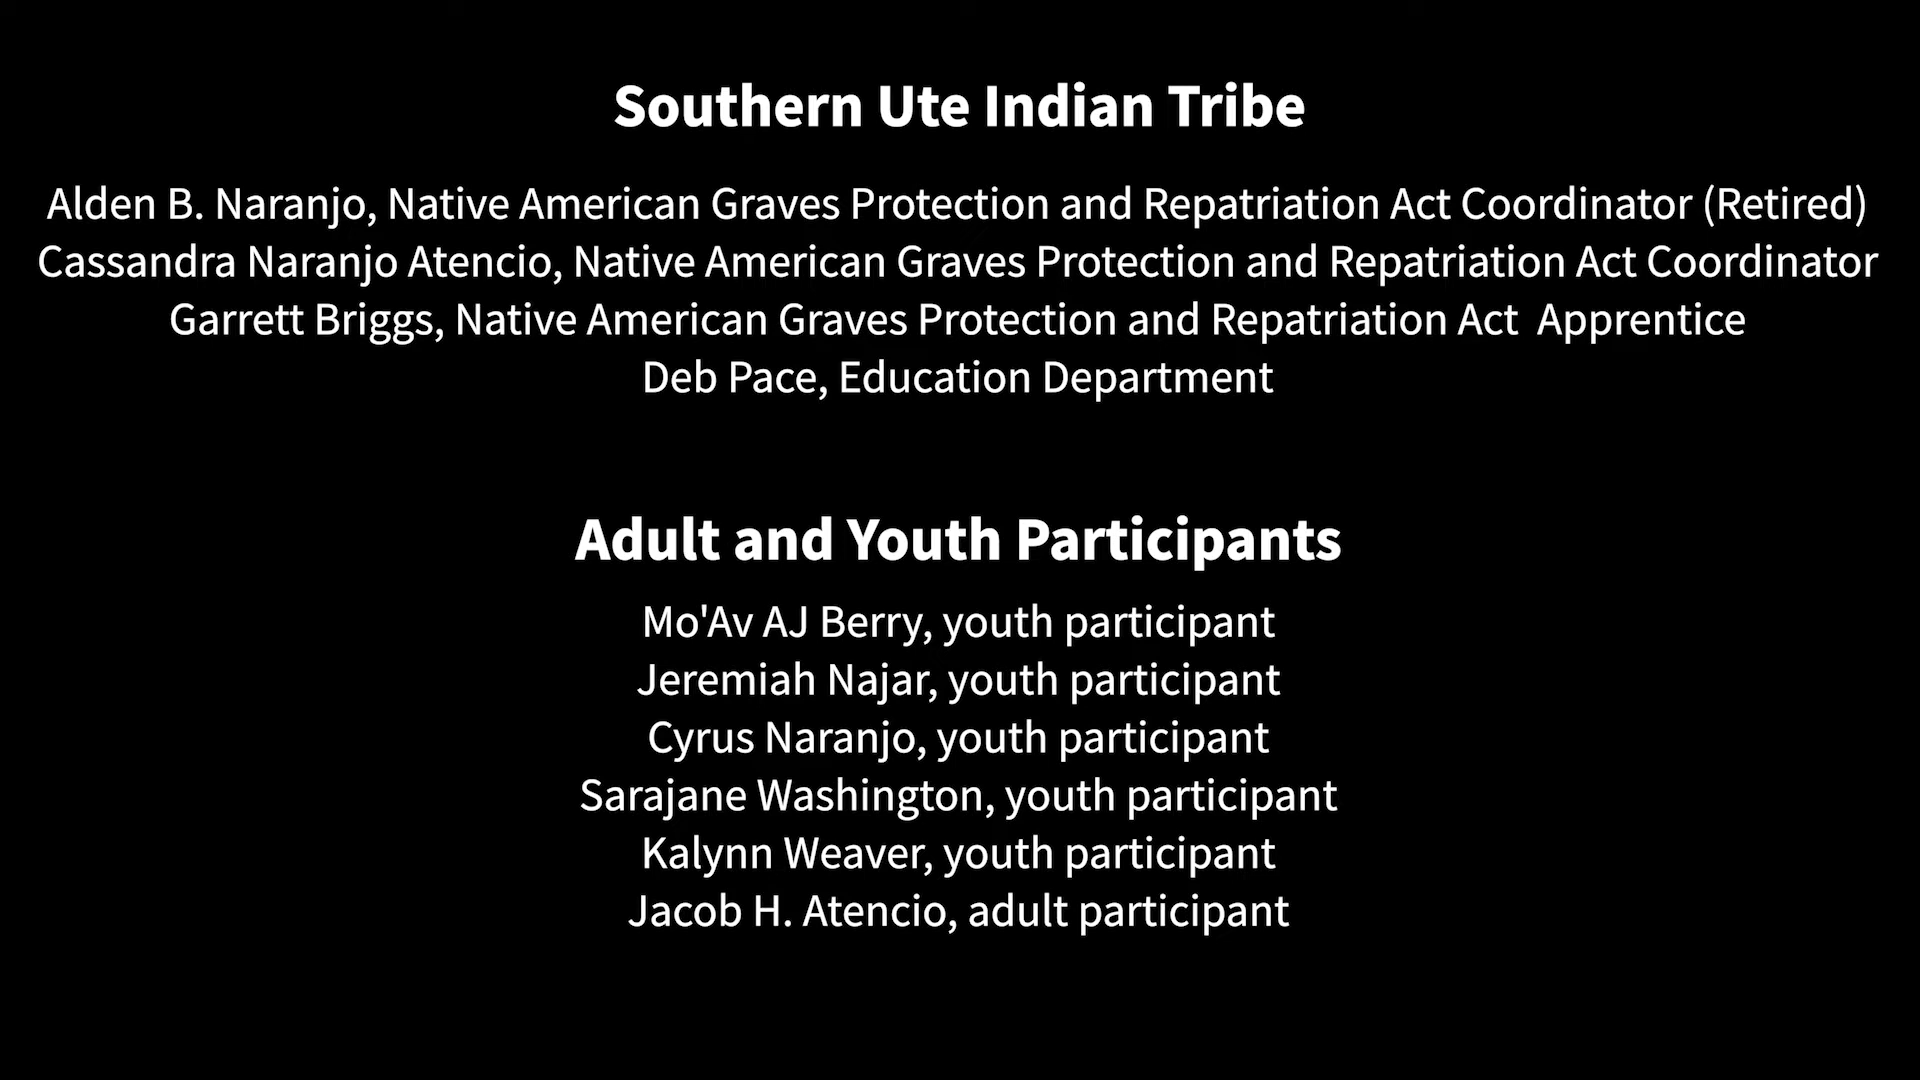 Southern Ute Indian Tribe
Alden B. Naranjo, Native American Graves Protection and Repatriation Act Coordinator (Retired)
Cassandra Naranjo Atencio, Native American Graves Protection and Repatriation Act Coordinator
Garrett Briggs, Native American Graves Protection and Repatriation Act  Apprentice
Deb Pace, Education Department
Adult and Youth Participants
Mo'Av AJ Berry, youth participant
Jeremiah Najar, youth participant
Cyrus Naranjo, youth participant
Sarajane Washington, youth participant
Kalynn Weaver, youth participant
Jacob H. Atencio, adult participant